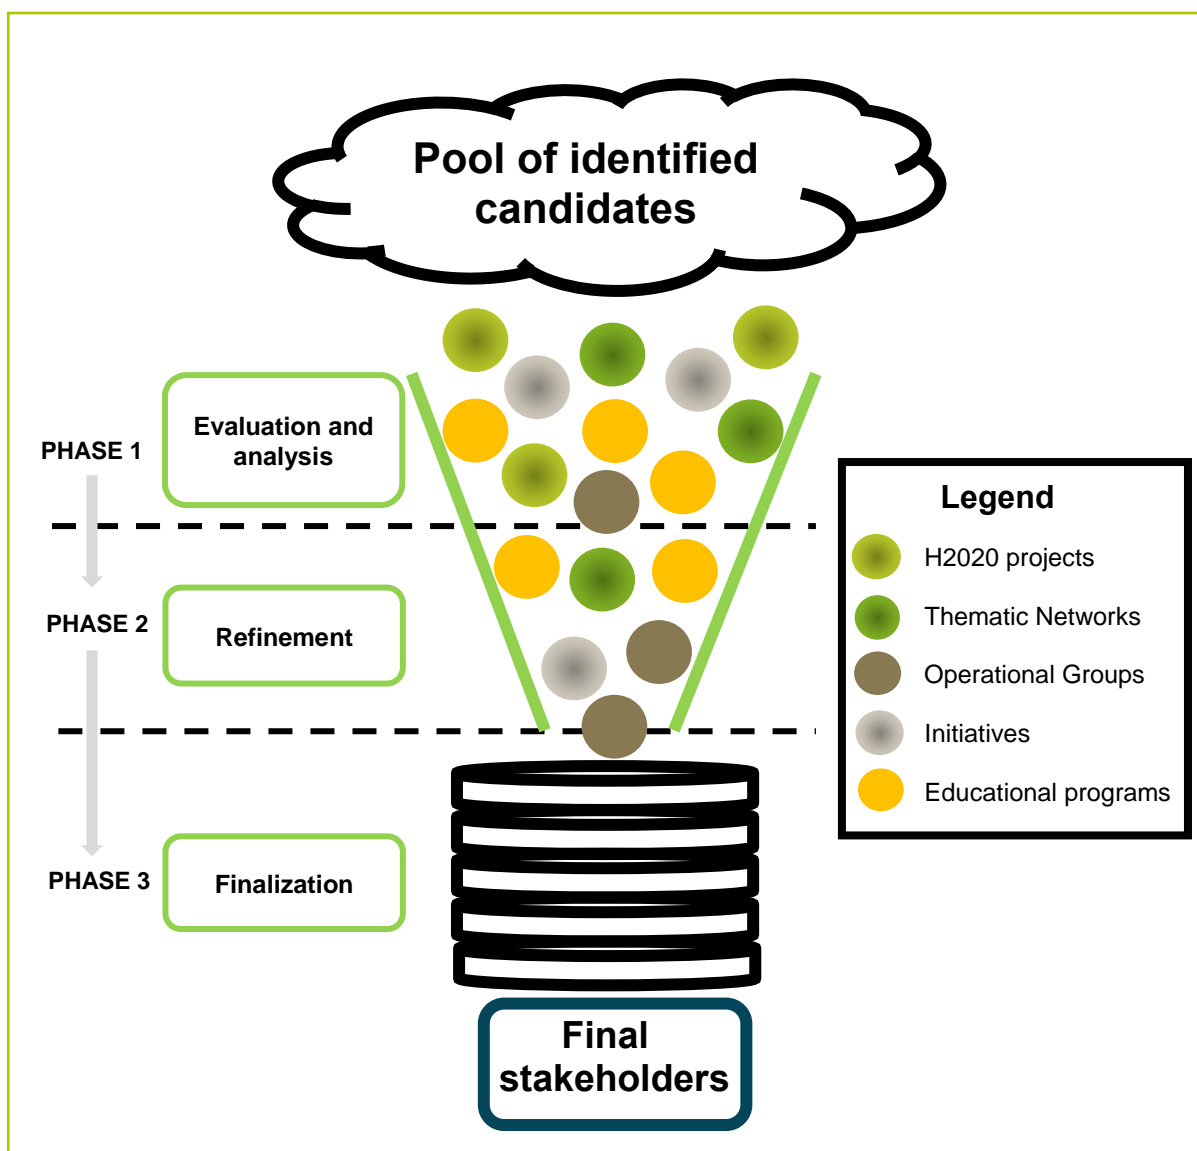 Pool of identified
candidates
PHASE 1
Evaluation and
analysis
PHASE 2
Refinement
PHASE 3
Finalization
Legend
H2020 projects
Thematic Networks
Operational Groups
Initiatives
Educational programs
Final
stakeholders